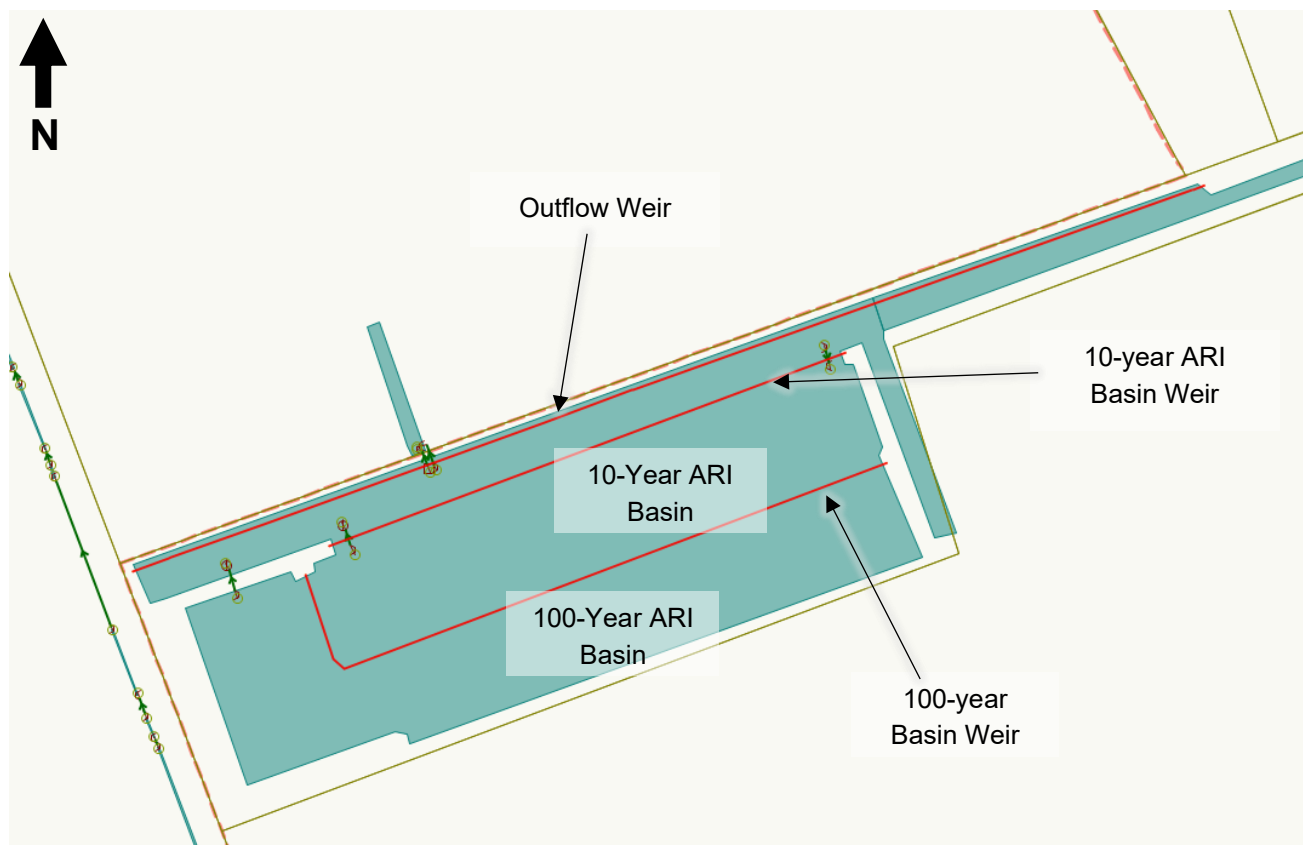 N
Outflow Weir
10-year ARI
Basin Weir
10-Year ARI
Basin
100-Year ARI
Basin
100-year
Basin Weir